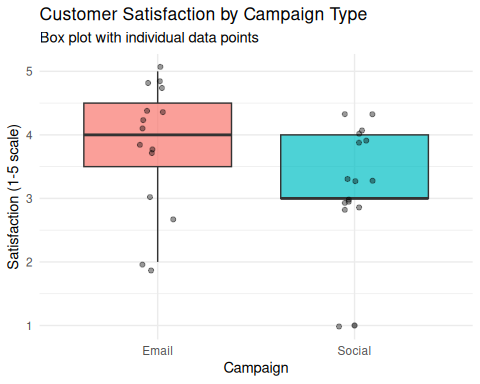 Customer Satisfaction by Campaign Type
Box plot with individual data points
Satisfaction (1-5 scale)
5
4
3
2
1
Email
Social
Campaign